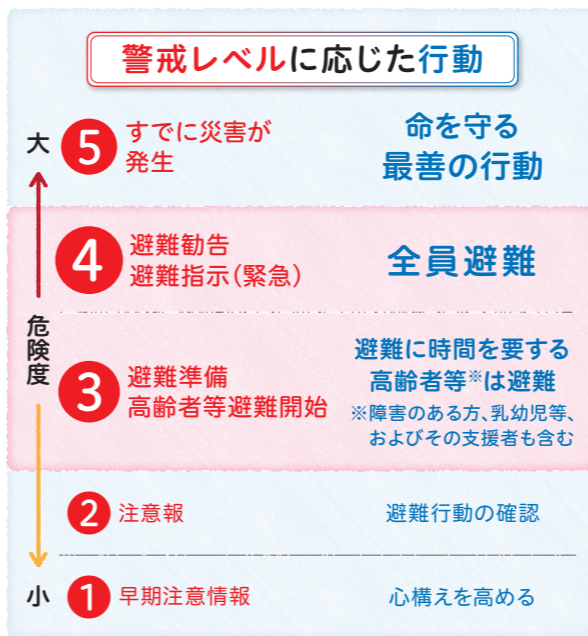 警戒レベルに応じた行動
大
5
すでに災害が
発生
命を守る
最善の行動
4
避難勧告
避難指示(緊急)
全員避難
危険度
3
避難準備
高齢者等避難開始
避難に時間を要する
高齢者等※は避難
※障害のある方、乳幼児等、
およびその支援者も含む
2
注意報
避難行動の確認
小
1
早期注意情報
心構えを高める